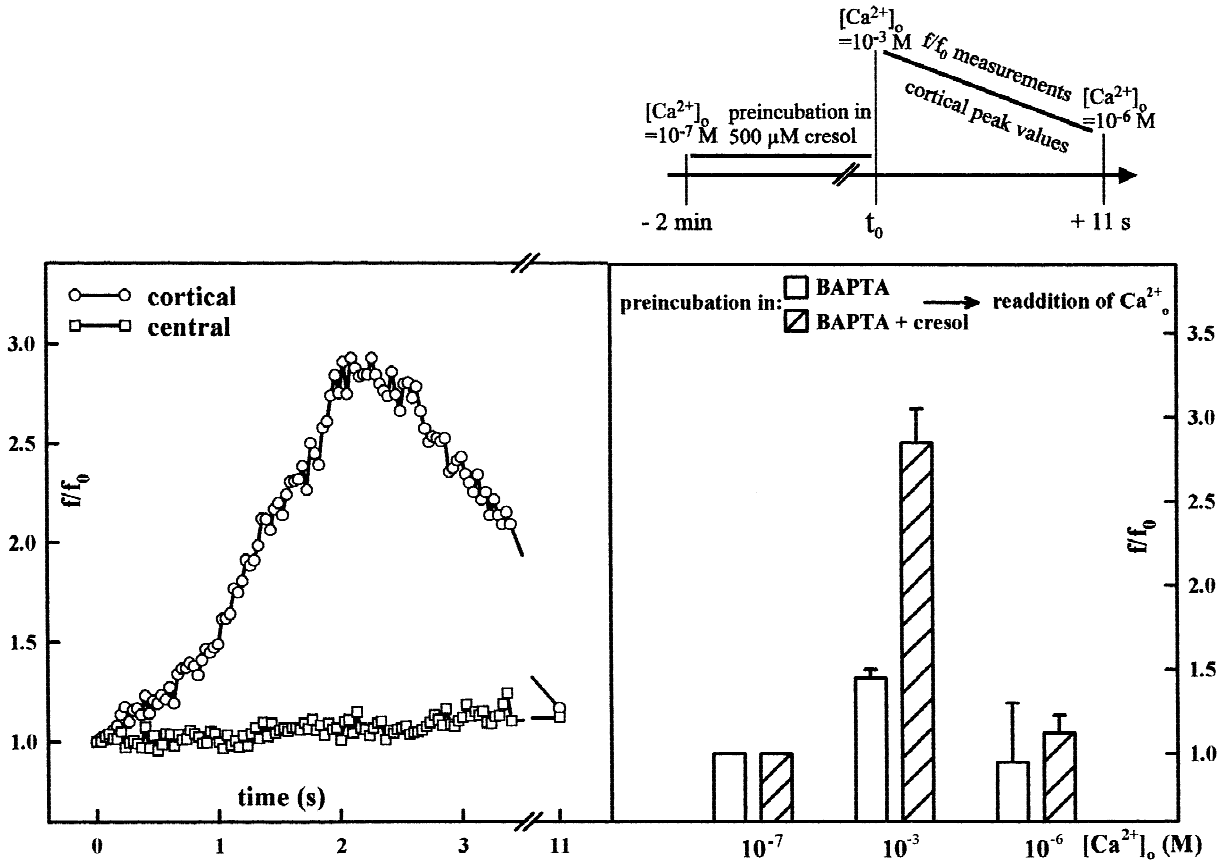 [Ca²⁺]ₒ
=10⁻³ M
f/f₀ measurements
cortical peak values
[Ca²⁺]ₒ
=10⁻⁶ M
[Ca²⁺]ₒ
=10⁻⁷ M
preincubation in
500 µM cresol
- 2 min
t₀
+ 11 s
cortical
central
f/f₀
3.0
2.5
2.0
1.5
1.0
time (s)
0 1 2 3 11
preincubation in:
BAPTA
BAPTA + cresol
readdition of Ca²⁺ₒ
3.5
3.0
2.5
2.0
1.5
1.0
f/f₀
10⁻⁷ 10⁻³ 10⁻⁶ [Ca²⁺]ₒ (M)